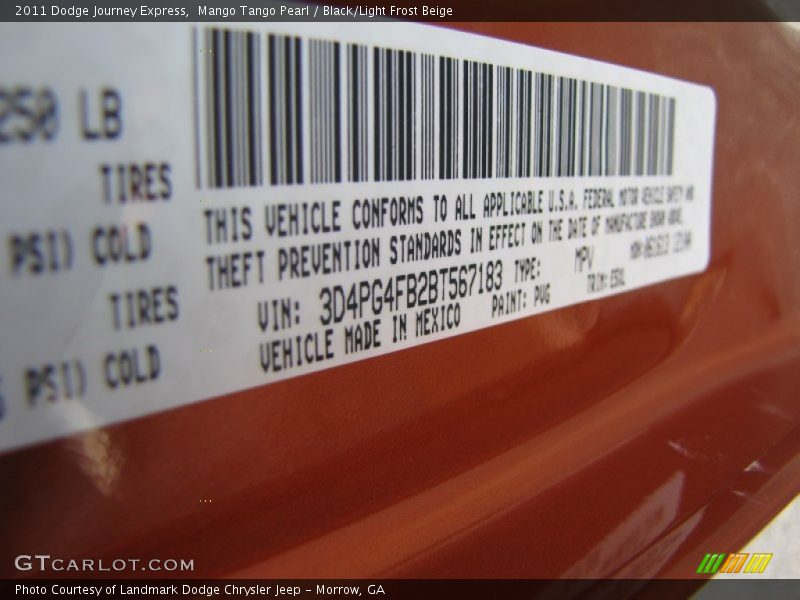 2011 Dodge Journey Express, Mango Tango Pearl / Black/Light Frost Beige
250 LB
TIRES
PSI) COLD
TIRES
PSI) COLD
THIS VEHICLE CONFORMS TO ALL APPLICABLE U.S.A. FEDERAL MOTOR VEHICLE SAFETY AND
THEFT PREVENTION STANDARDS IN EFFECT ON THE DATE OF MANUFACTURE SHOWN ABOVE.
VIN: 3D4PG4FB2BT567183 TYPE: MPV
VEHICLE MADE IN MEXICO PAINT: PVG TRIM:
GTCARLOT.COM
Photo Courtesy of Landmark Dodge Chrysler Jeep – Morrow, GA